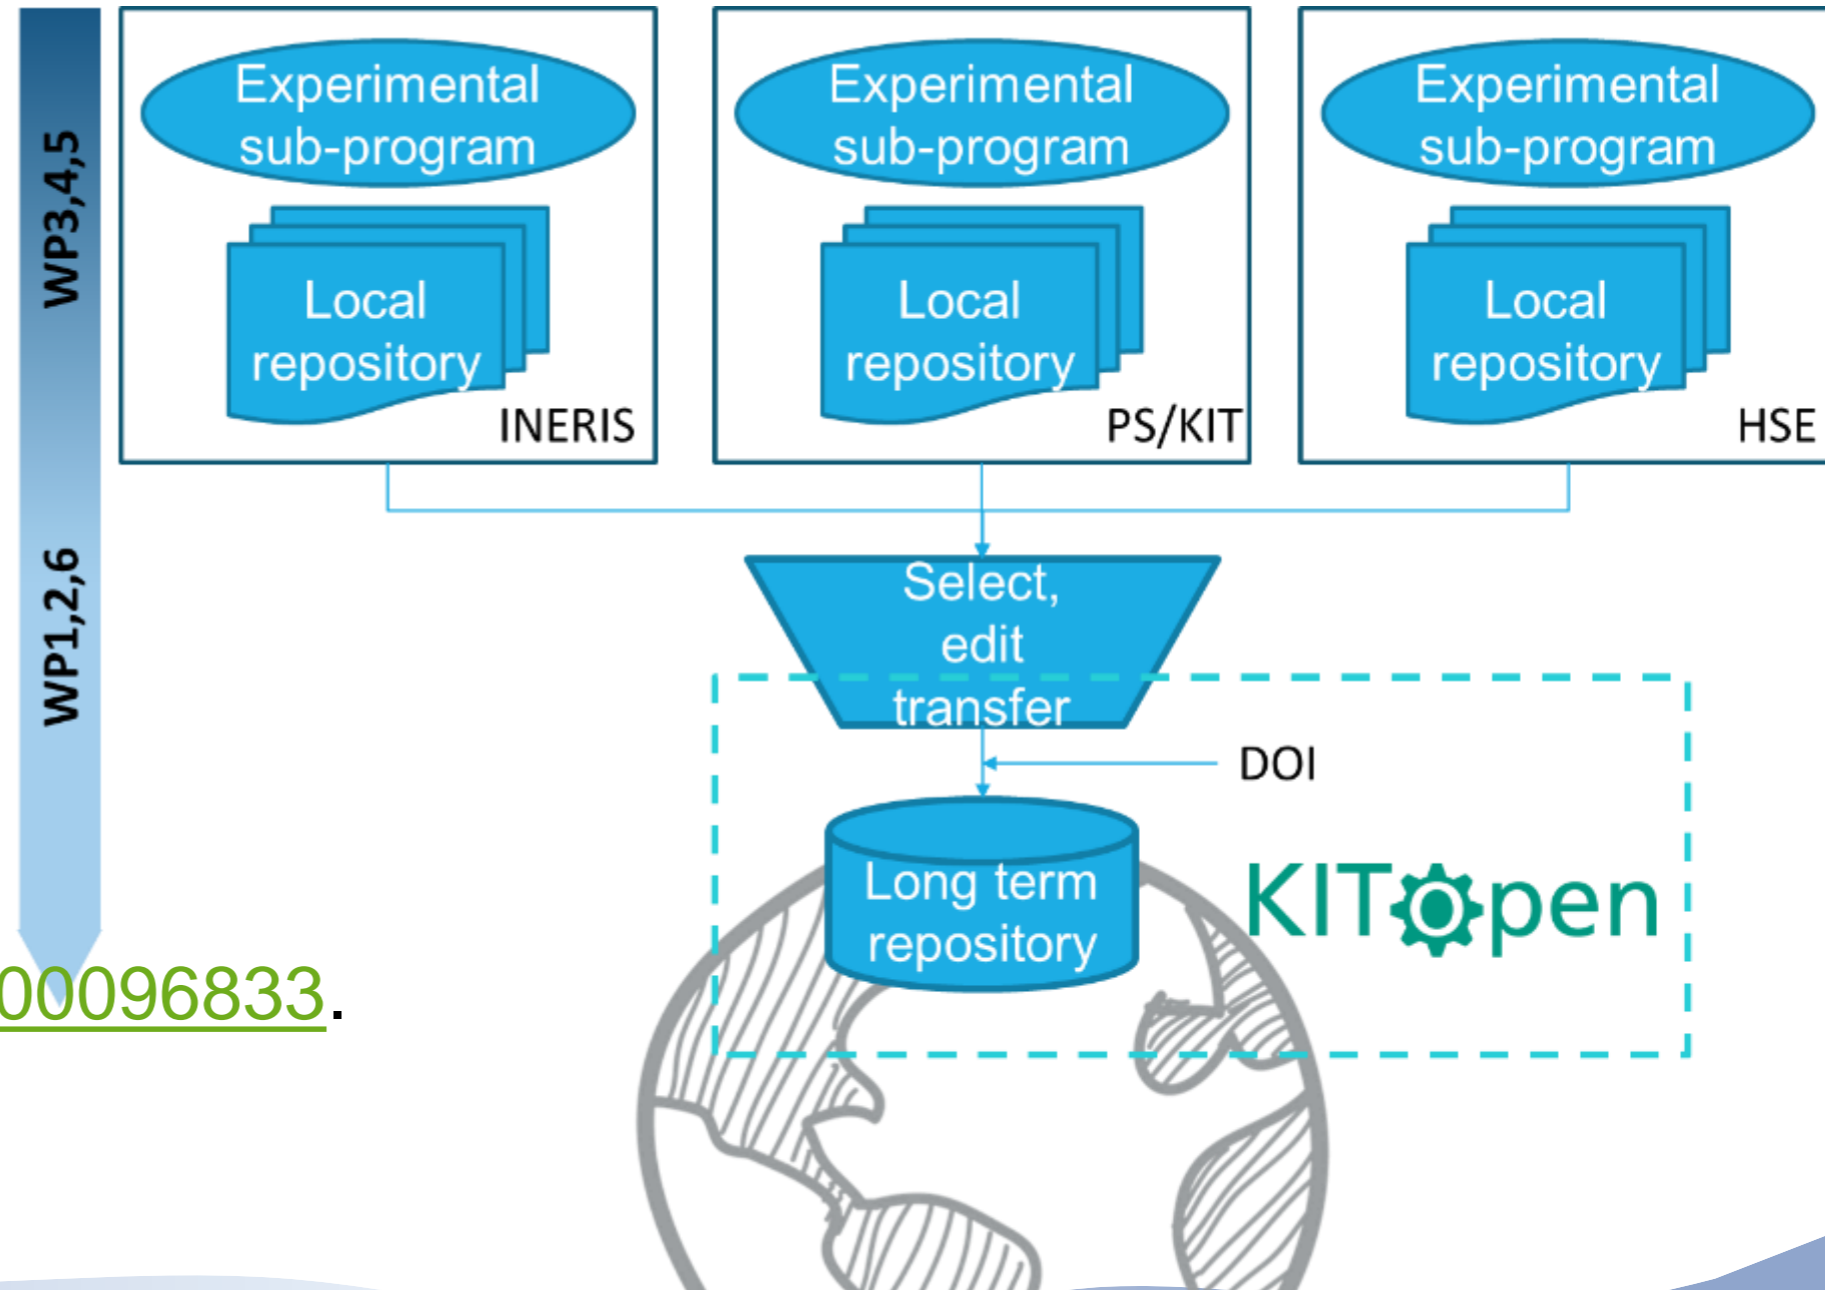 WP3,4,5
WP1,2,6
Experimental
sub-program
Local
repository
INERIS
Experimental
sub-program
Local
repository
PS/KIT
Experimental
sub-program
Local
repository
HSE
Select,
edit
transfer
DOI
Long term
repository
KITOpen
00096833.